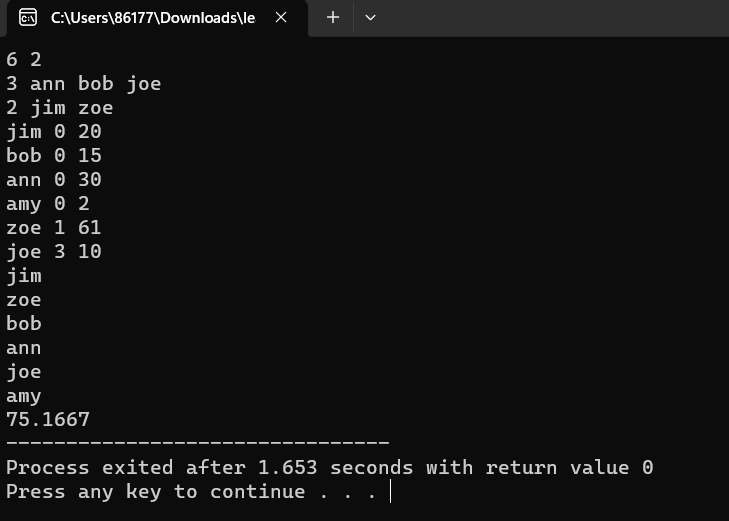 C:\Users\86177\Downloads\le
6 2
3 ann bob joe
2 jim zoe
jim 0 20
bob 0 15
ann 0 30
amy 0 2
zoe 1 61
joe 3 10
jim
zoe
bob
ann
joe
amy
75.1667
--------------------------------
Process exited after 1.653 seconds with return value 0
Press any key to continue . . .